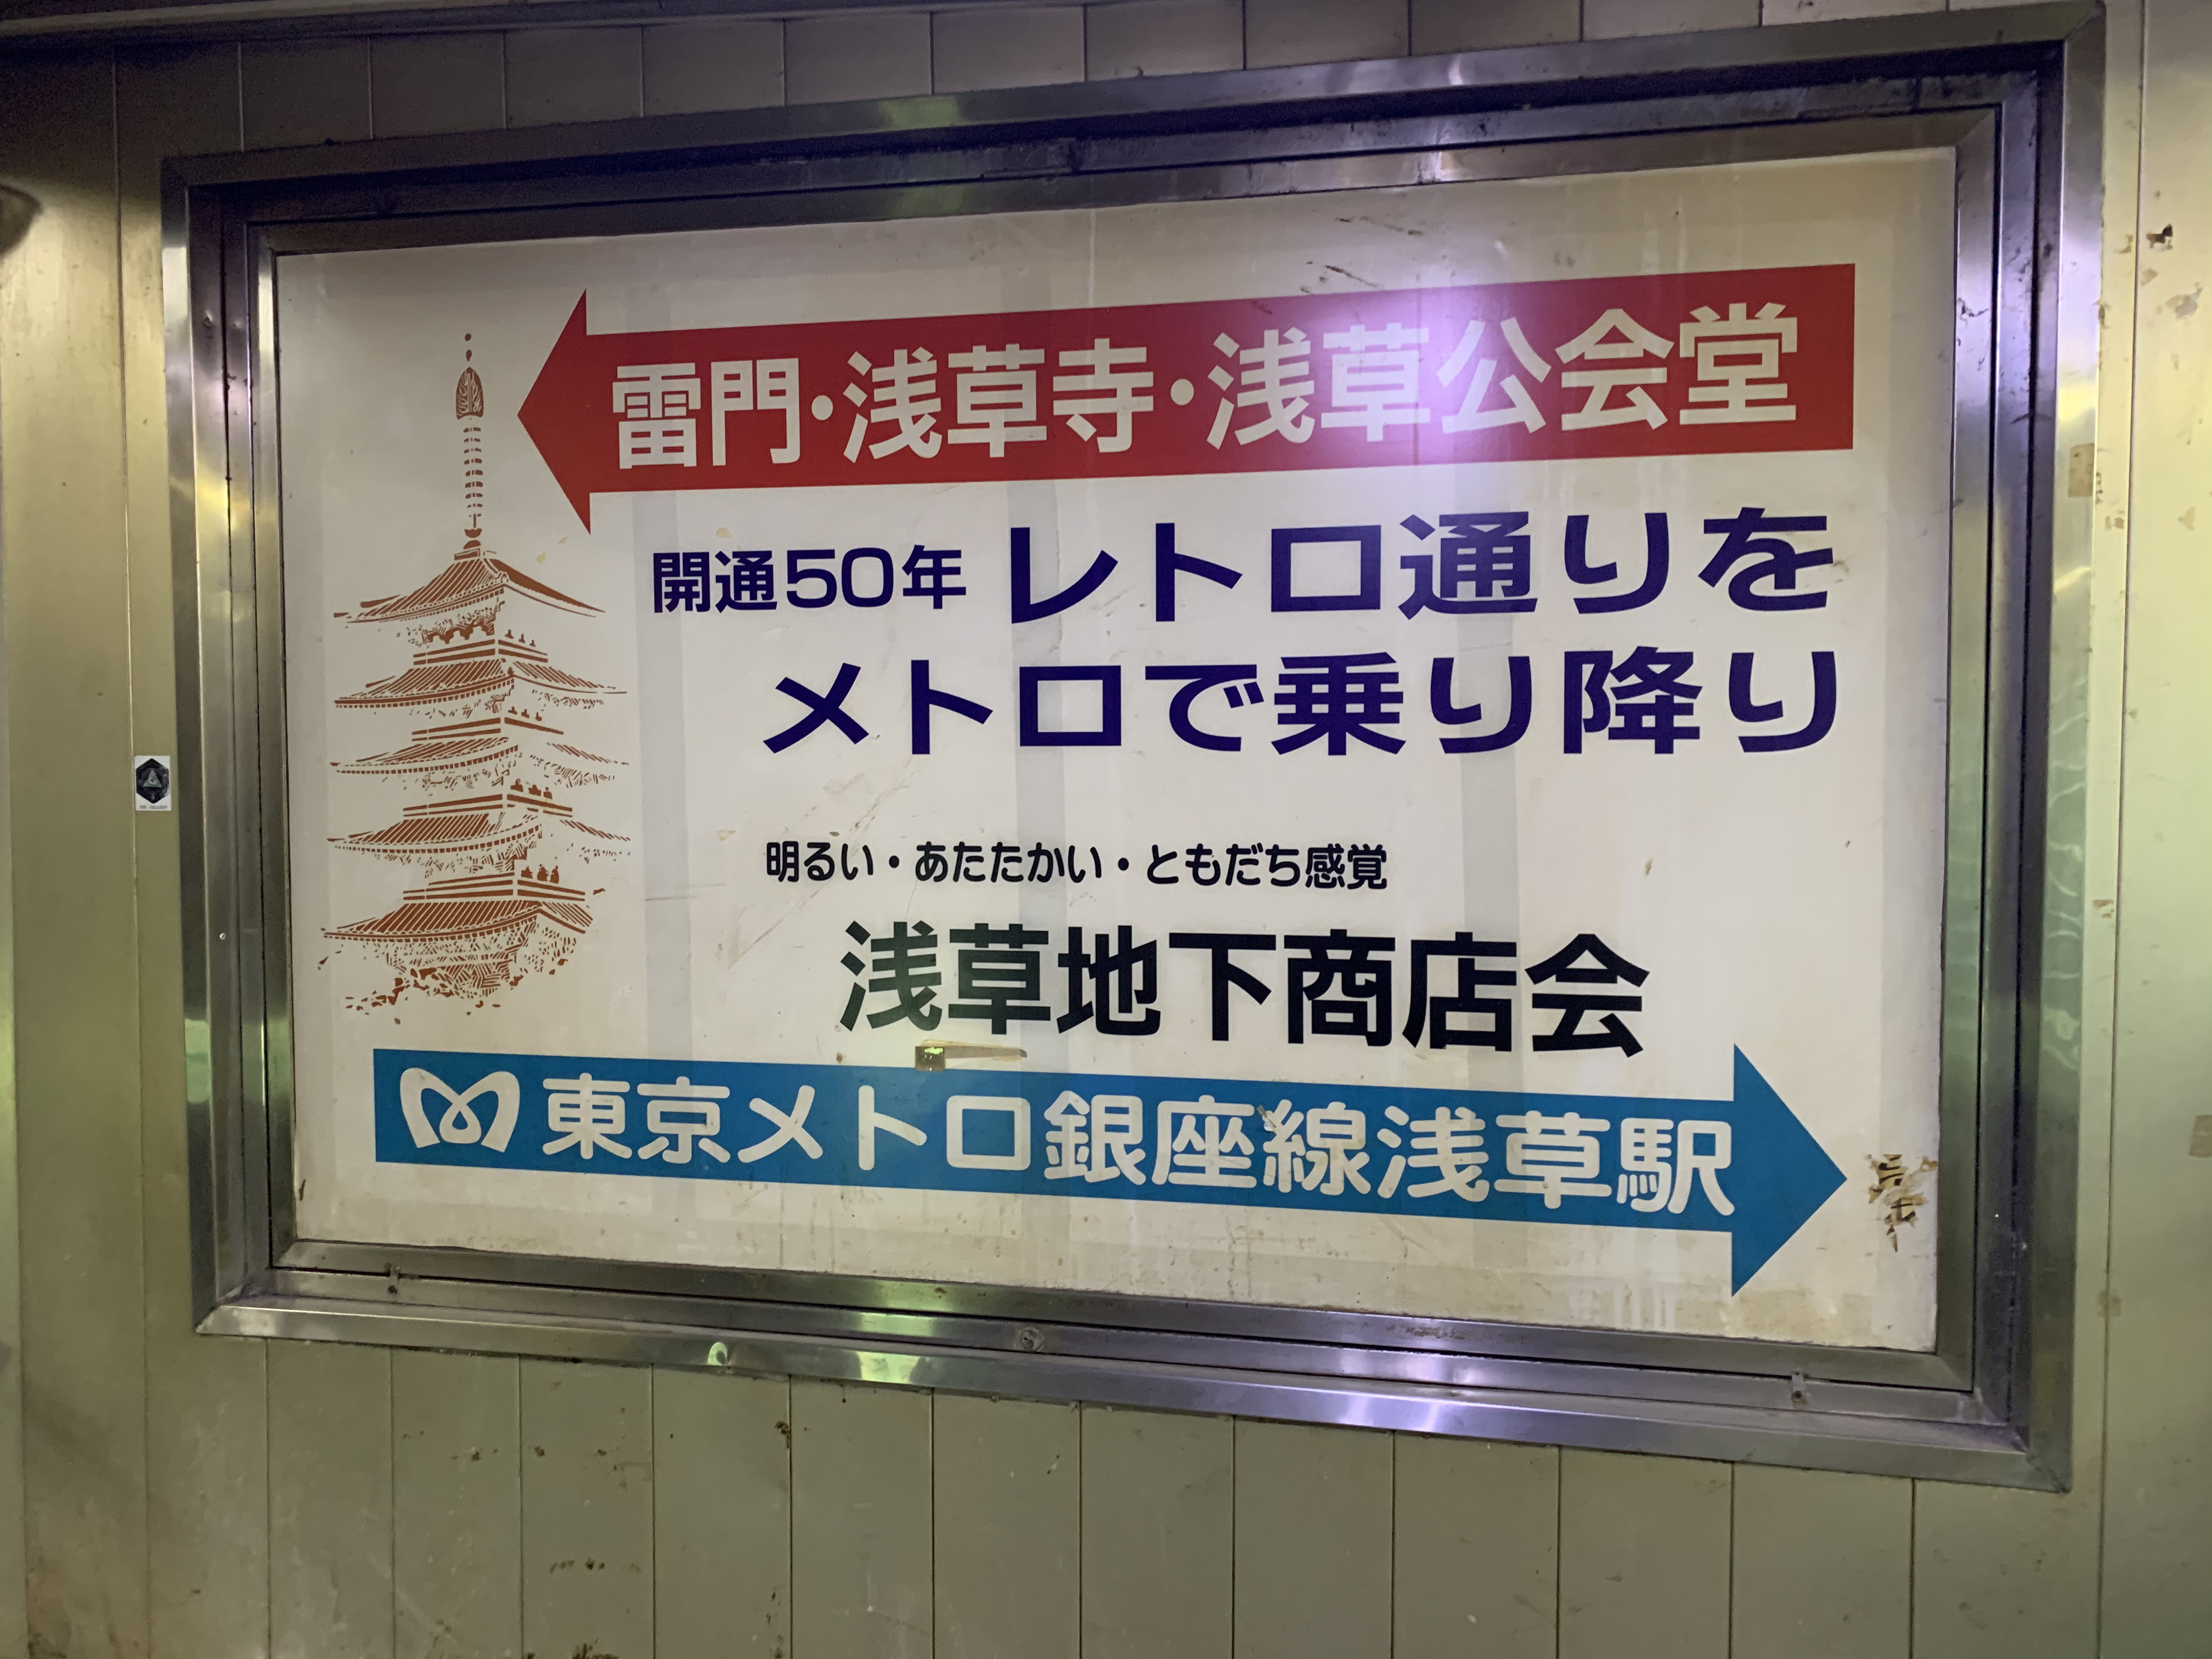 雷門・浅草寺・浅草公会堂
開通50年 レトロ通りを
メトロで乗り降り
明るい・あたたかい・ともだち感覚
浅草地下商店会
東京メトロ銀座線浅草駅